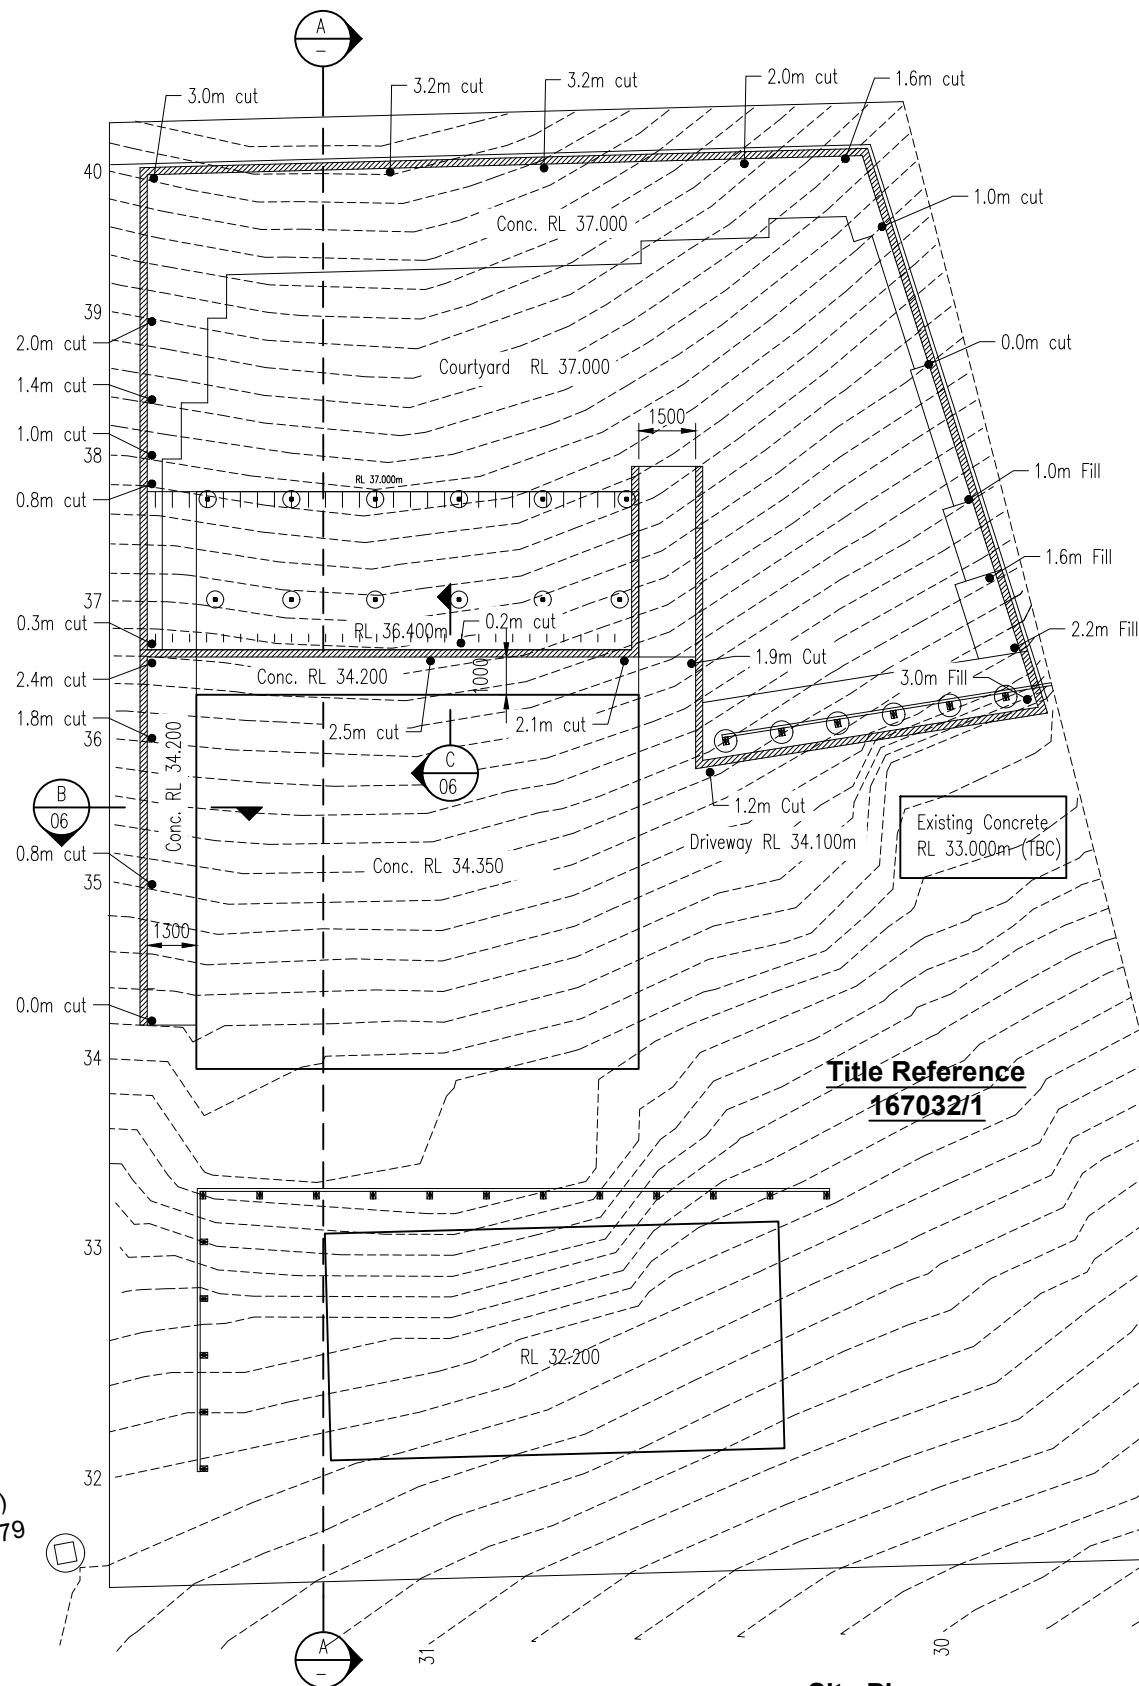 A
–
3.0m cut
3.2m cut
3.2m cut
2.0m cut
1.6m cut
40
1.0m cut
Conc. RL 37.000
39
2.0m cut
0.0m cut
Courtyard RL 37.000
1.4m cut
1500
1.0m cut
38
0.8m cut
RL 37.000m
1.0m Fill
1.6m Fill
37
0.3m cut
RL 36.400m
0.2m cut
2.2m Fill
2.4m cut
Conc. RL 34.200
1000
1.9m Cut
3.0m Fill
1.8m cut
36
Conc. RL 34.200
2.5m cut
2.1m cut
C
06
B
06
1.2m Cut
Existing Concrete
RL 33.000m (TBC)
Driveway RL 34.100m
0.8m cut
35
Conc. RL 34.350
1300
0.0m cut
34
Title Reference
167032/1
33
RL 32.200
32
)
79
A
–
31
30